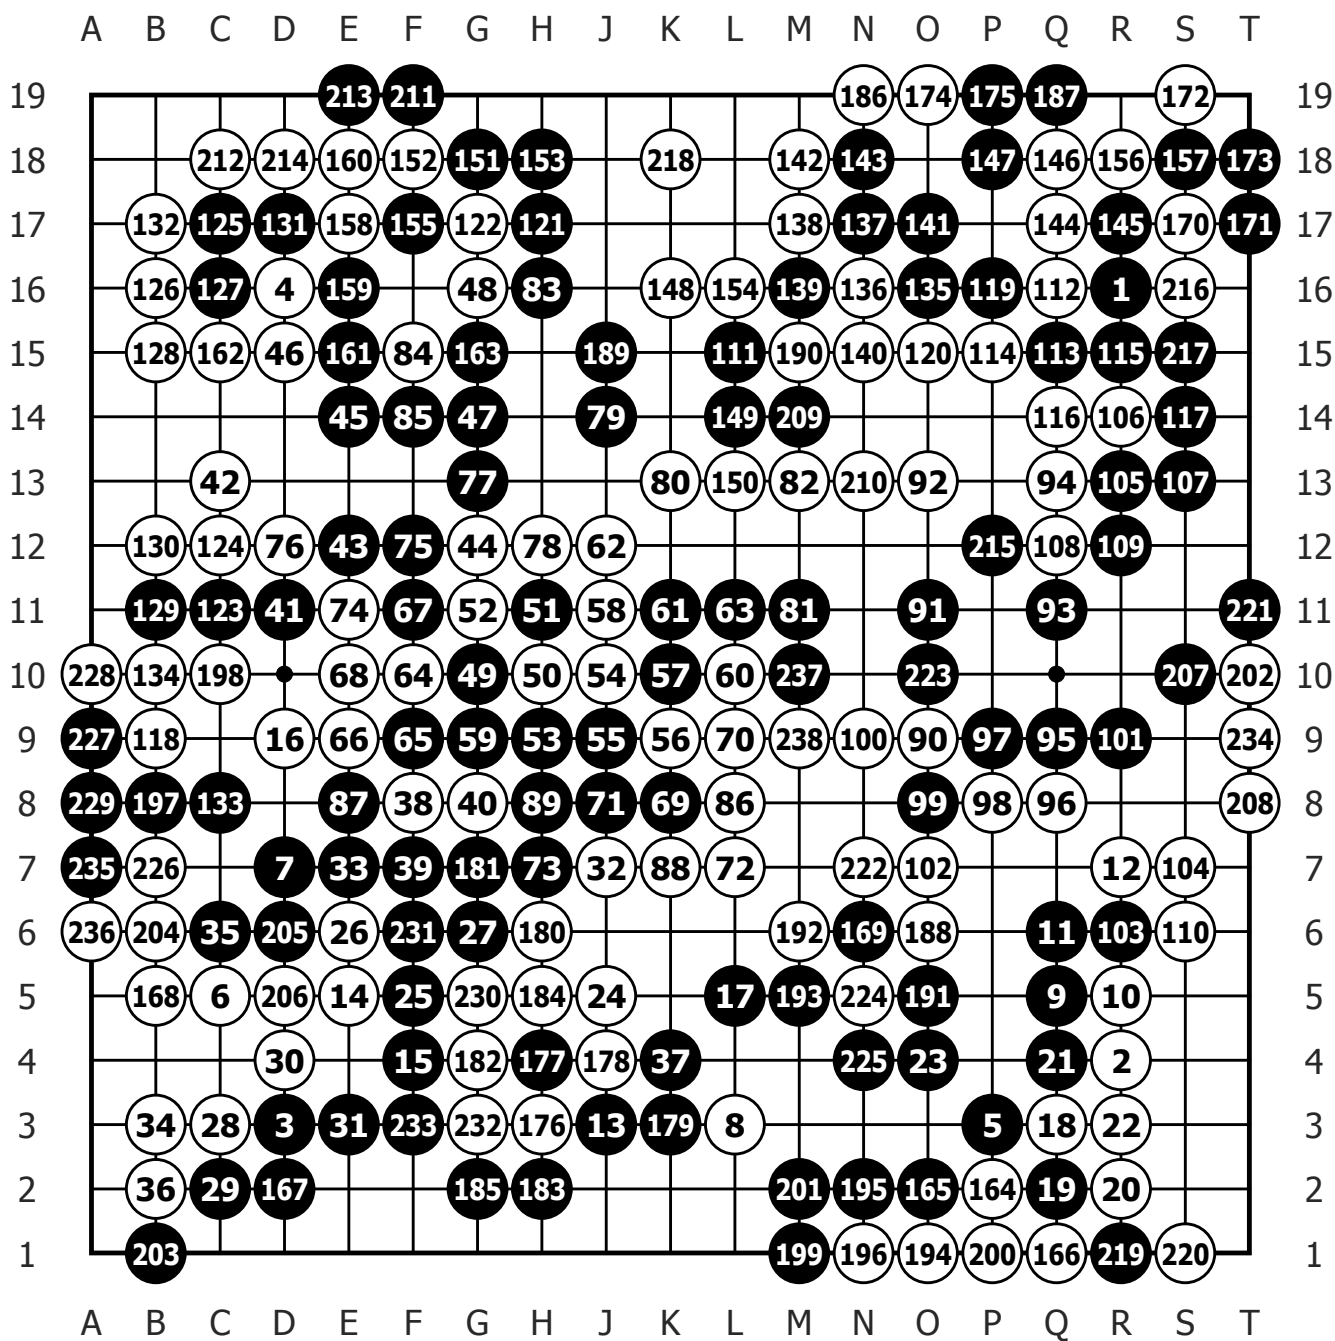 A B C D E F G H J K L M N O P Q R S T
19 213 211 186 174 175 187 172 19
18 212 214 160 152 151 153 218 142 143 147 146 156 157 173 18
17 132 125 131 158 155 122 121 138 137 141 144 145 170 171 17
16 126 127 4 159 48 83 148 154 139 136 135 119 112 1 216 16
15 128 162 46 161 84 163 189 111 190 140 120 114 113 115 217 15
14 45 85 47 79 149 209 116 106 117 14
13 42 77 80 150 82 210 92 94 105 107 13
12 130 124 76 43 75 44 78 62 215 108 109 12
11 129 123 41 74 67 52 51 58 61 63 81 91 93 221 11
10 228 134 198 68 64 49 50 54 57 60 237 223 207 202 10
9 227 118 16 66 65 59 53 55 56 70 238 100 90 97 95 101 234 9
8 229 197 133 87 38 40 89 71 69 86 99 98 96 208 8
7 235 226 7 33 39 181 73 32 88 72 222 102 12 104 7
6 236 204 35 205 26 231 27 180 192 169 188 11 103 110 6
5 168 6 206 14 25 230 184 24 17 193 224 191 9 10 5
4 30 15 182 177 178 37 225 23 21 2 4
3 34 28 3 31 233 232 176 13 179 8 5 18 22 3
2 36 29 167 185 183 201 195 165 164 19 20 2
1 203 199 196 194 200 166 219 220 1
A B C D E F G H J K L M N O P Q R S T